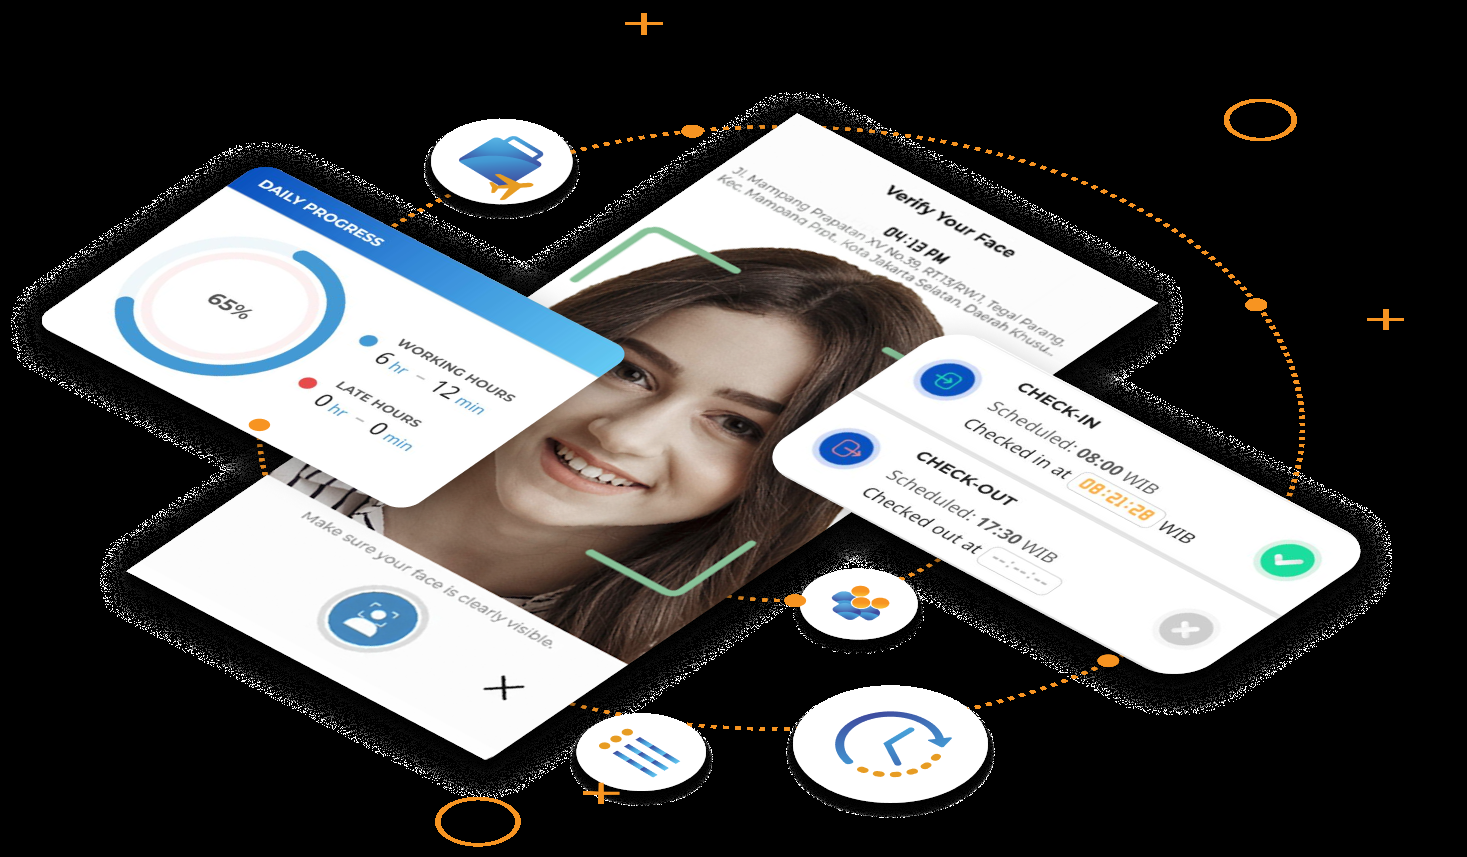 DAILY PROGRESS
65%
WORKING HOURS
6 hr – 12 min
LATE HOURS
0 hr – 0 min
Verify Your Face
04:13 PM
Jl. Mampang Prapatan XV No.39, RT.13/RW.1, Tegal Parang,
Kec. Mampang Prpt., Kota Jakarta Selatan, Daerah Khusu...
Make sure your face is clearly visible.
CHECK-IN
Scheduled: 08:00 WIB
Checked in at 08:21:28 WIB
CHECK-OUT
Scheduled: 17:30 WIB
Checked out at --:--:--